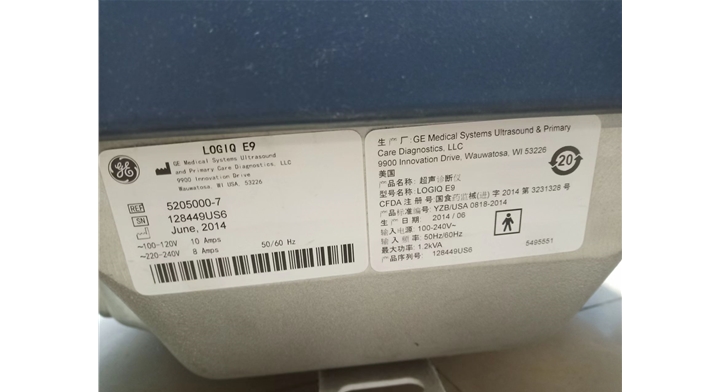 LOGIQ E9
GE Medical Systems Ultrasound
and Primary Care Diagnostics, LLC
9900 Innovation Drive
Wauwatosa, WI USA 53226
REF 5205000-7
SN 128449US6
June, 2014
~100-120V 10 Amps
~220-240V 8 Amps 50/60 Hz
生 产 厂: GE Medical Systems Ultrasound & Primary
Care Diagnostics, LLC
9900 Innovation Drive, Wauwatosa, WI 53226
美国
产品名称: 超声诊断仪
产品型号: LOGIQ E9
CFDA 注 册 号: 国食药监械(进) 字 2014 第 3231328 号
产品标准编号: YZB/USA 0818-2014
生 产 日 期: 2014 / 06
输入电源: 100-240V~
输 入 频 率: 50Hz/60Hz
最大功率: 1.2kVA
产品序列号: 128449US6
5495551
20